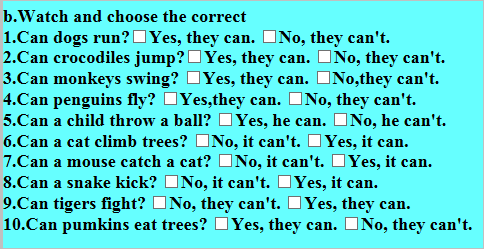 b.Watch and choose the correct
1.Can dogs run? ☐ Yes, they can. ☐ No, they can't.
2.Can crocodiles jump? ☐ Yes, they can. ☐ No, they can't.
3.Can monkeys swing? ☐ Yes, they can. ☐ No,they can't.
4.Can penguins fly? ☐ Yes,they can. ☐ No, they can't.
5.Can a child throw a ball? ☐ Yes, he can. ☐ No, he can't.
6.Can a cat climb trees? ☐ No, it can't. ☐ Yes, it can.
7.Can a mouse catch a cat? ☐ No, it can't. ☐ Yes, it can.
8.Can a snake kick? ☐ No, it can't. ☐ Yes, it can.
9.Can tigers fight? ☐ No, they can't. ☐ Yes, they can.
10.Can pumkins eat trees? ☐ Yes, they can. ☐ No, they can't.